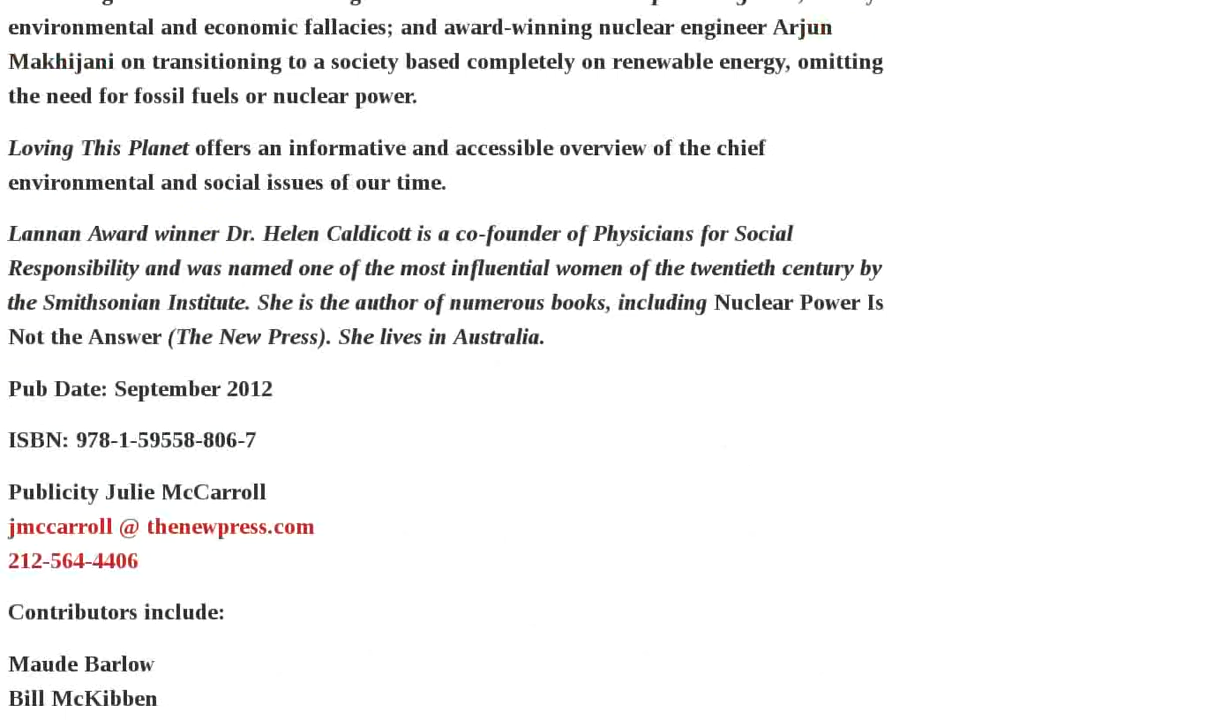 environmental and economic fallacies; and award-winning nuclear engineer Arjun
Makhijani on transitioning to a society based completely on renewable energy, omitting
the need for fossil fuels or nuclear power.
Loving This Planet offers an informative and accessible overview of the chief
environmental and social issues of our time.
Lannan Award winner Dr. Helen Caldicott is a co-founder of Physicians for Social
Responsibility and was named one of the most influential women of the twentieth century by
the Smithsonian Institute. She is the author of numerous books, including Nuclear Power Is
Not the Answer (The New Press). She lives in Australia.
Pub Date: September 2012
ISBN: 978-1-59558-806-7
Publicity Julie McCarroll
jmccarroll @ thenewpress.com
212-564-4406
Contributors include:
Maude Barlow
Bill McKibben